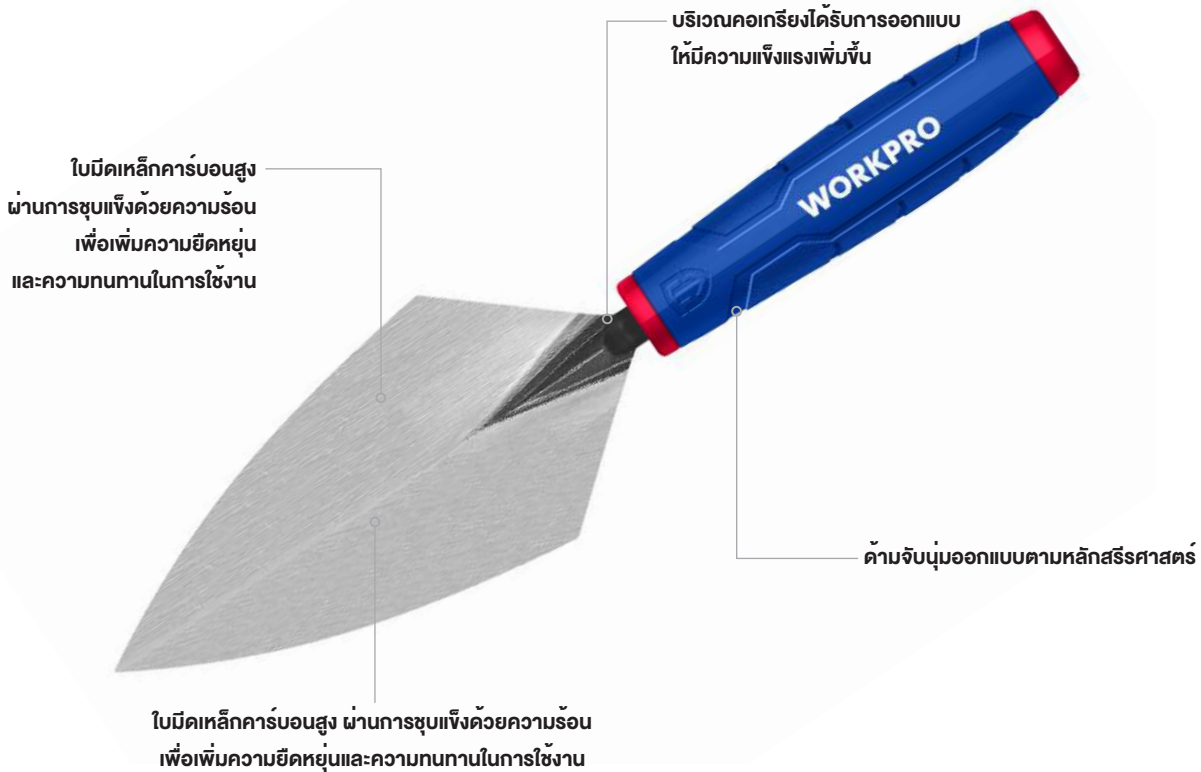 บริเวณคอเกรียงได้รับการออกแบบ
ให้มีความแข็งแรงเพิ่มขึ้น
WORKPRO
ใบมีดเหล็กคาร์บอนสูง
ผ่านการชุบแข็งด้วยความร้อน
เพื่อเพิ่มความยืดหยุ่น
และความทนทานในการใช้งาน
ด้ามจับนุ่มออกแบบตามหลักสรีรศาสตร์
ใบมีดเหล็กคาร์บอนสูง ผ่านการชุบแข็งด้วยความร้อน
เพื่อเพิ่มความยืดหยุ่นและความทนทานในการใช้งาน